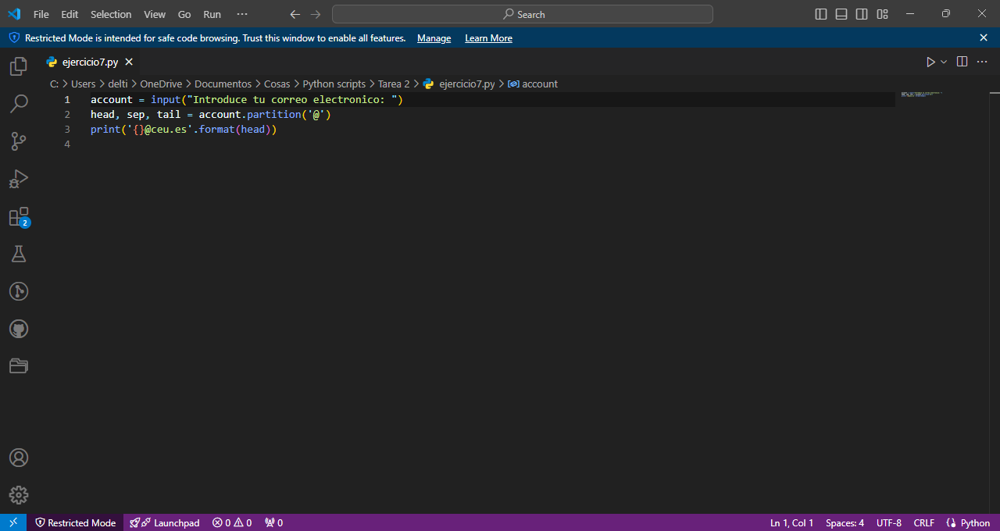 File Edit Selection View Go Run ··· Search
Restricted Mode is intended for safe code browsing. Trust this window to enable all features. Manage Learn More
ejercicio7.py
C: > Users > delti > OneDrive > Documentos > Cosas > Python scripts > Tarea 2 > ejercicio7.py > account
1 account = input("Introduce tu correo electronico: ")
2 head, sep, tail = account.partition('@')
3 print('{}@ceu.es'.format(head))
4
2
Restricted Mode Launchpad 0 0 0 Ln 1, Col 1 Spaces: 4 UTF-8 CRLF Python